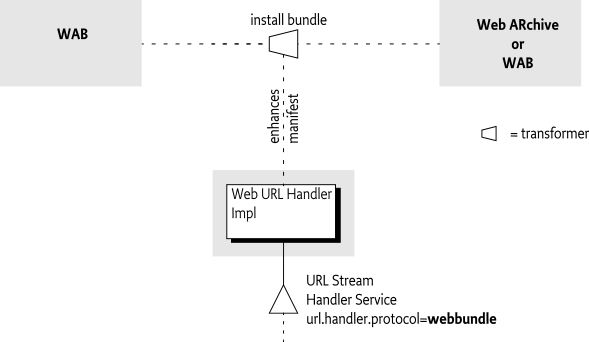 install bundle
WAB
Web ARchive
or
WAB
enhances
manifest
= transformer
Web URL Handler
Impl
URL Stream
Handler Service
url.handler.protocol=webbundle